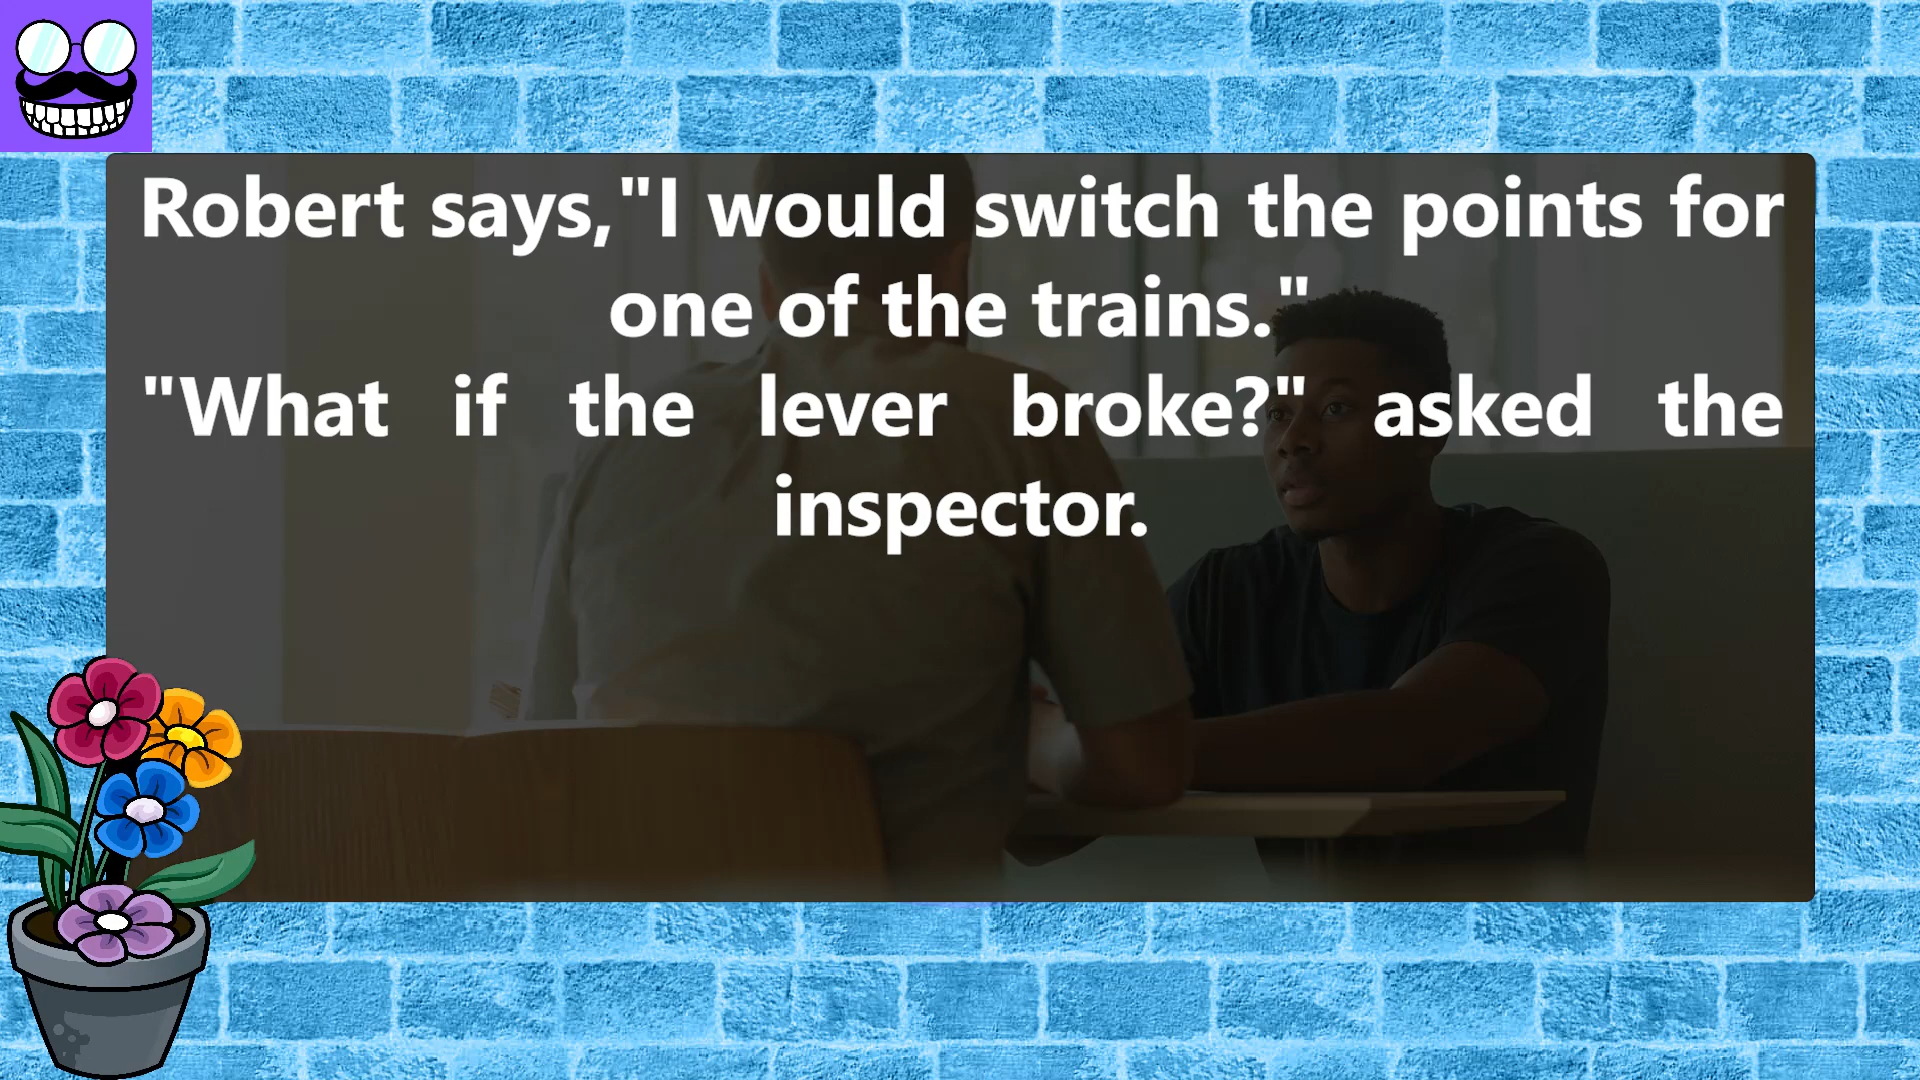 Robert says,"I would switch the points for
one of the trains."
"What if the lever broke?" asked the
inspector.